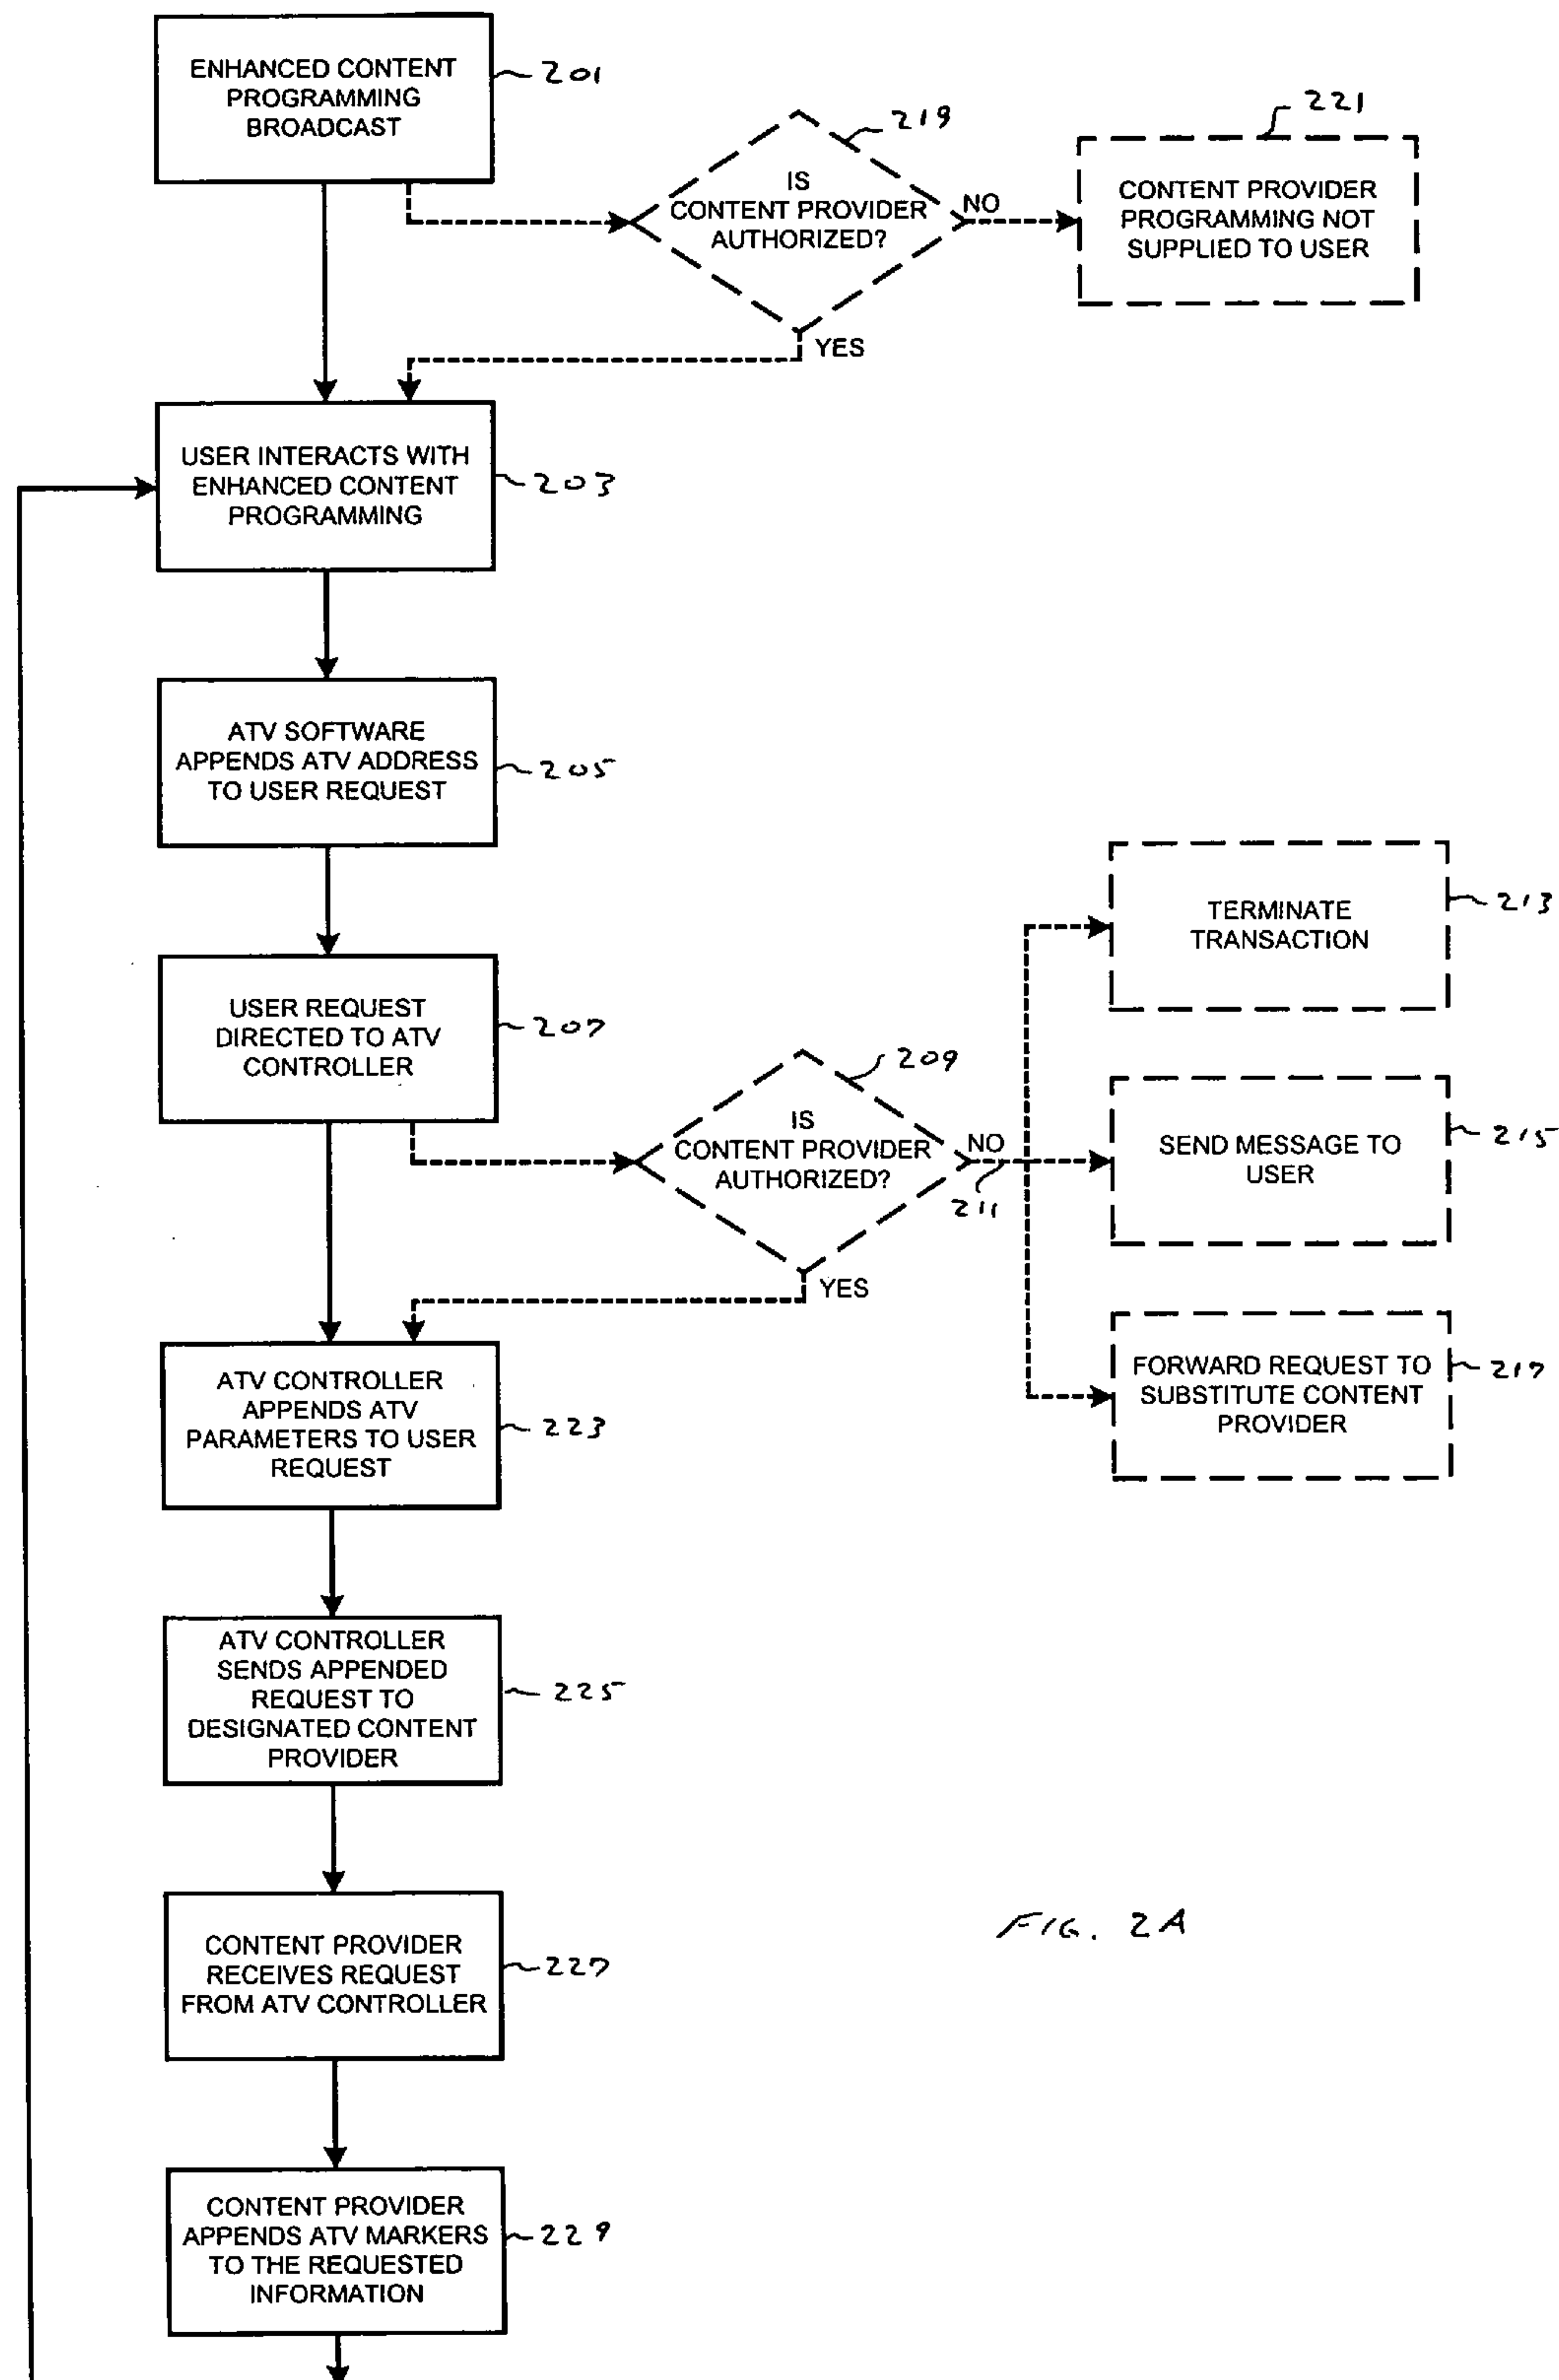 ENHANCED CONTENT
PROGRAMMING
BROADCAST
201
IS
CONTENT PROVIDER
AUTHORIZED?
219
NO
YES
CONTENT PROVIDER
PROGRAMMING NOT
SUPPLIED TO USER
221
USER INTERACTS WITH
ENHANCED CONTENT
PROGRAMMING
203
ATV SOFTWARE
APPENDS ATV ADDRESS
TO USER REQUEST
205
USER REQUEST
DIRECTED TO ATV
CONTROLLER
207
IS
CONTENT PROVIDER
AUTHORIZED?
209
NO
211
YES
TERMINATE
TRANSACTION
213
SEND MESSAGE TO
USER
215
FORWARD REQUEST TO
SUBSTITUTE CONTENT
PROVIDER
217
ATV CONTROLLER
APPENDS ATV
PARAMETERS TO USER
REQUEST
223
ATV CONTROLLER
SENDS APPENDED
REQUEST TO
DESIGNATED CONTENT
PROVIDER
225
CONTENT PROVIDER
RECEIVES REQUEST
FROM ATV CONTROLLER
227
CONTENT PROVIDER
APPENDS ATV MARKERS
TO THE REQUESTED
INFORMATION
229
FIG. 2A